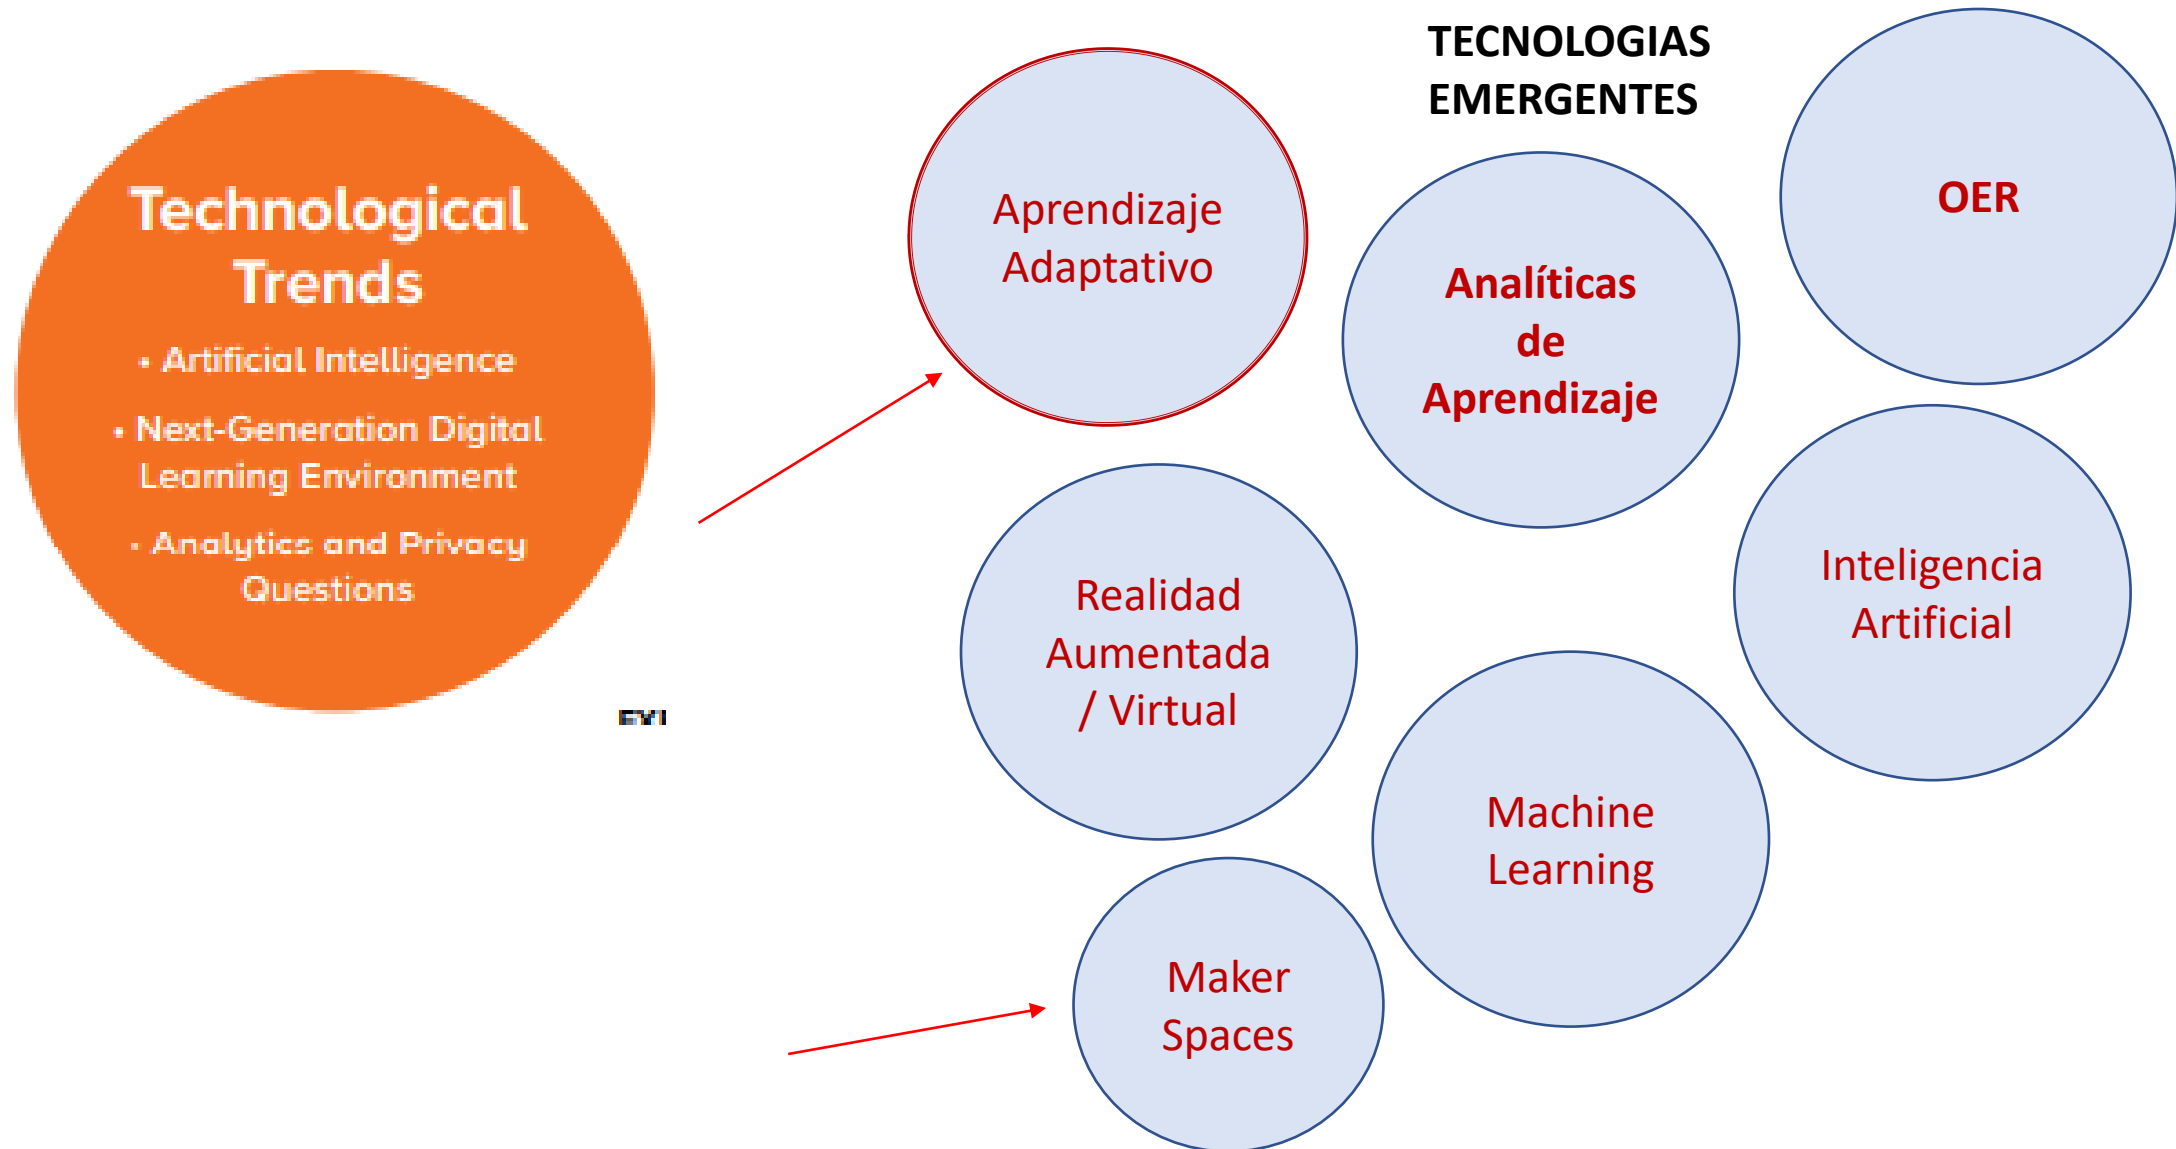 Technological
Trends
• Artificial Intelligence
• Next-Generation Digital
Learning Environment
• Analytics and Privacy
Questions
TECNOLOGIAS
EMERGENTES
Aprendizaje
Adaptativo
Analíticas
de
Aprendizaje
OER
Realidad
Aumentada
/ Virtual
Inteligencia
Artificial
Machine
Learning
Maker
Spaces